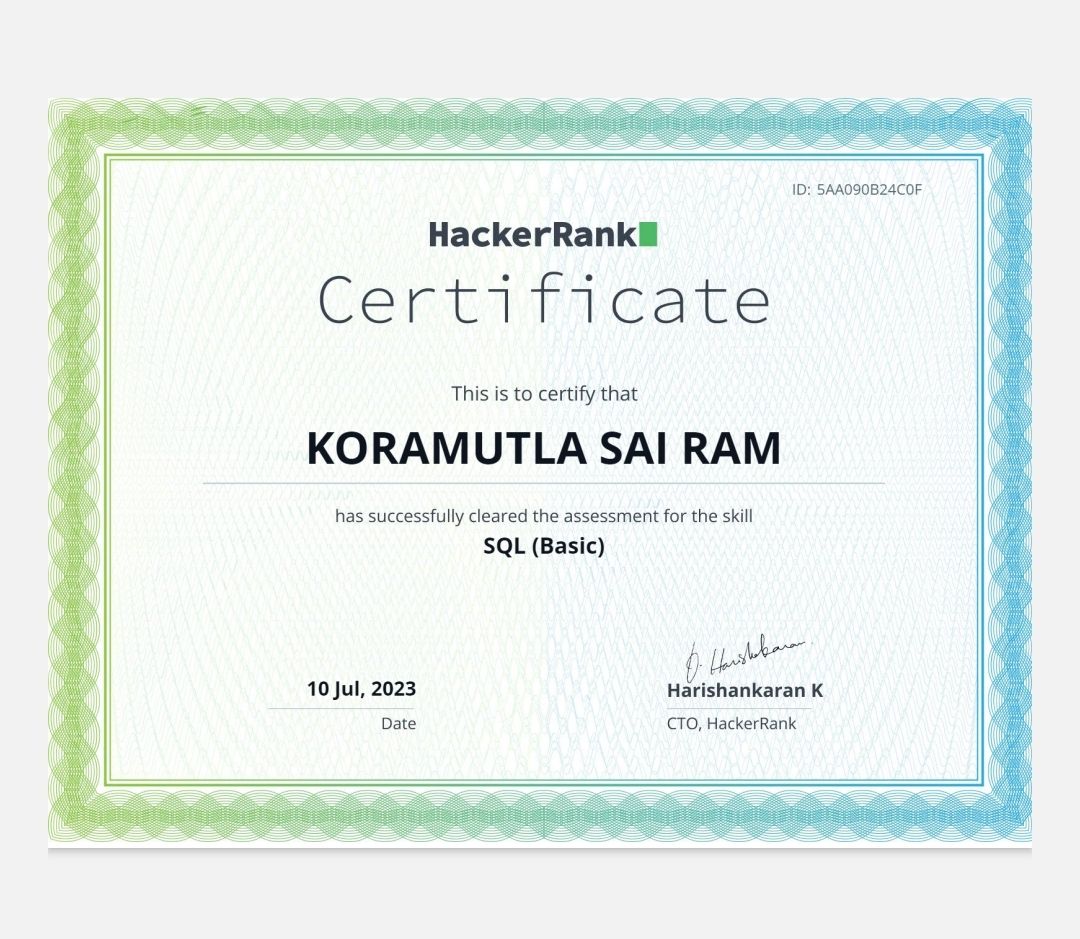 ID: 5AA090B24C0F
HackerRank
Certificate
This is to certify that
KORAMUTLA SAI RAM
has successfully cleared the assessment for the skill
SQL (Basic)
10 Jul, 2023
Date
Harishankaran K
CTO, HackerRank